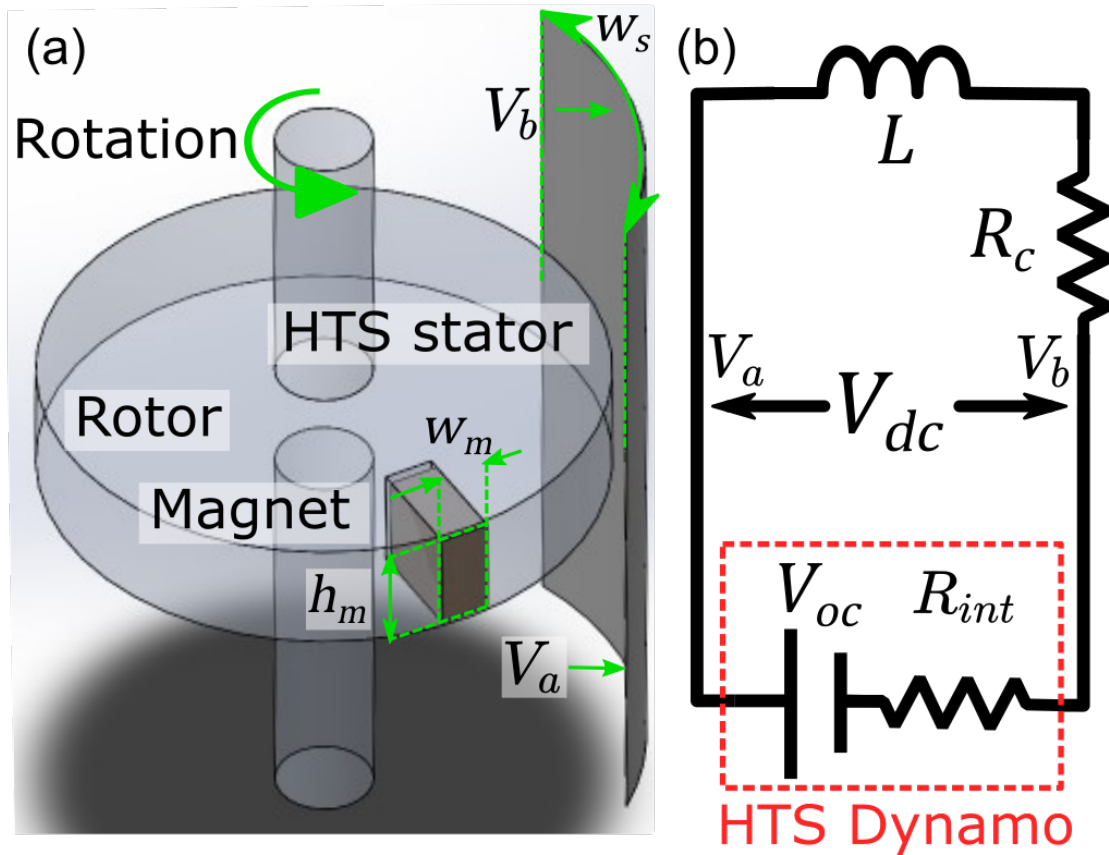 (a)
w_s
V_b
Rotation
HTS stator
Rotor
w_m
Magnet
h_m
V_a
(b)
L
R_c
V_a
V_b
V_dc
V_oc
R_int
HTS Dynamo